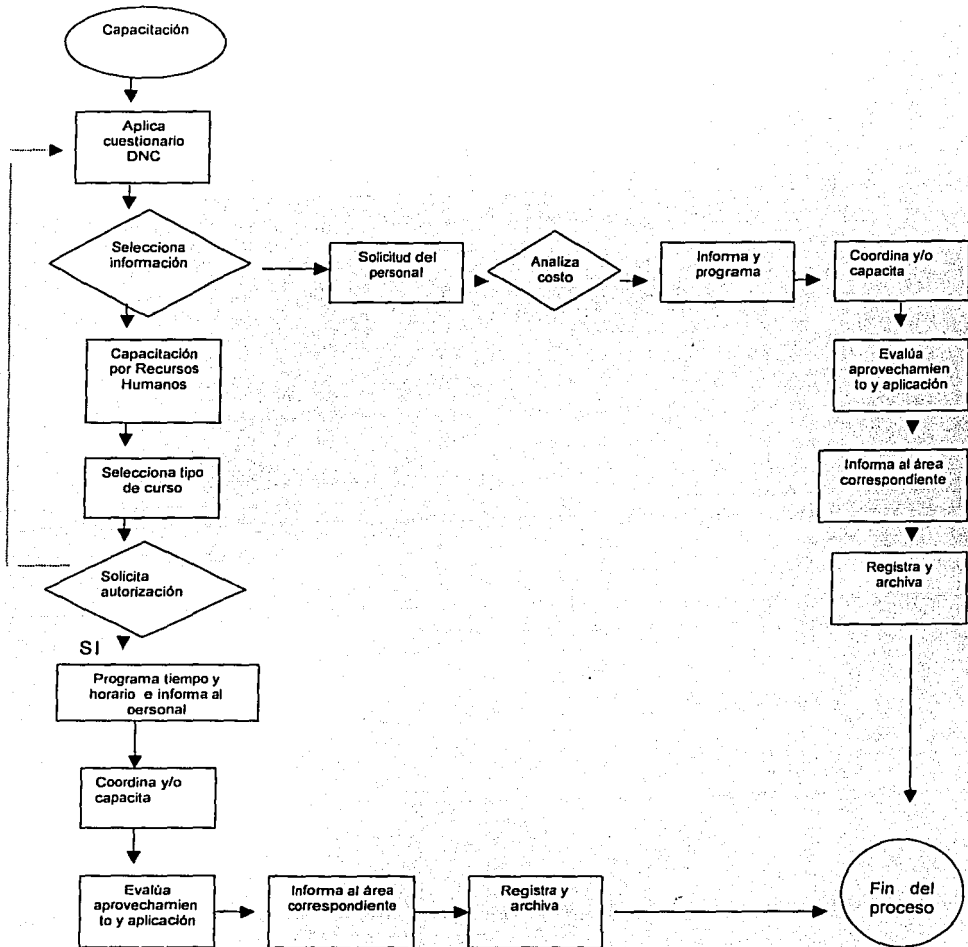 Capacitación
Aplica
cuestionario
DNC
Selecciona
información
Solicitud del
personal
Analiza
costo
Informa y
programa
Coordina y/o
capacita
Capacitación
por Recursos
Humanos
Evalúa
aprovechamien
to y aplicación
Selecciona tipo
de curso
Informa al área
correspondiente
Solicita
autorización
Registra y
archiva
SI
Programa tiempo y
horario e informa al
personal
Coordina y/o
capacita
Evalúa
aprovechamien
to y aplicación
Informa al área
correspondiente
Registra y
archiva
Fin del
proceso